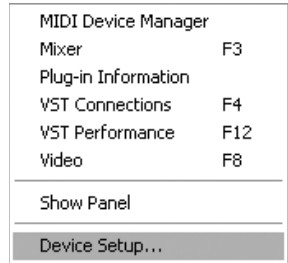 MIDI Device Manager
Mixer F3
Plug-in Information
VST Connections F4
VST Performance F12
Video F8
Show Panel
Device Setup...